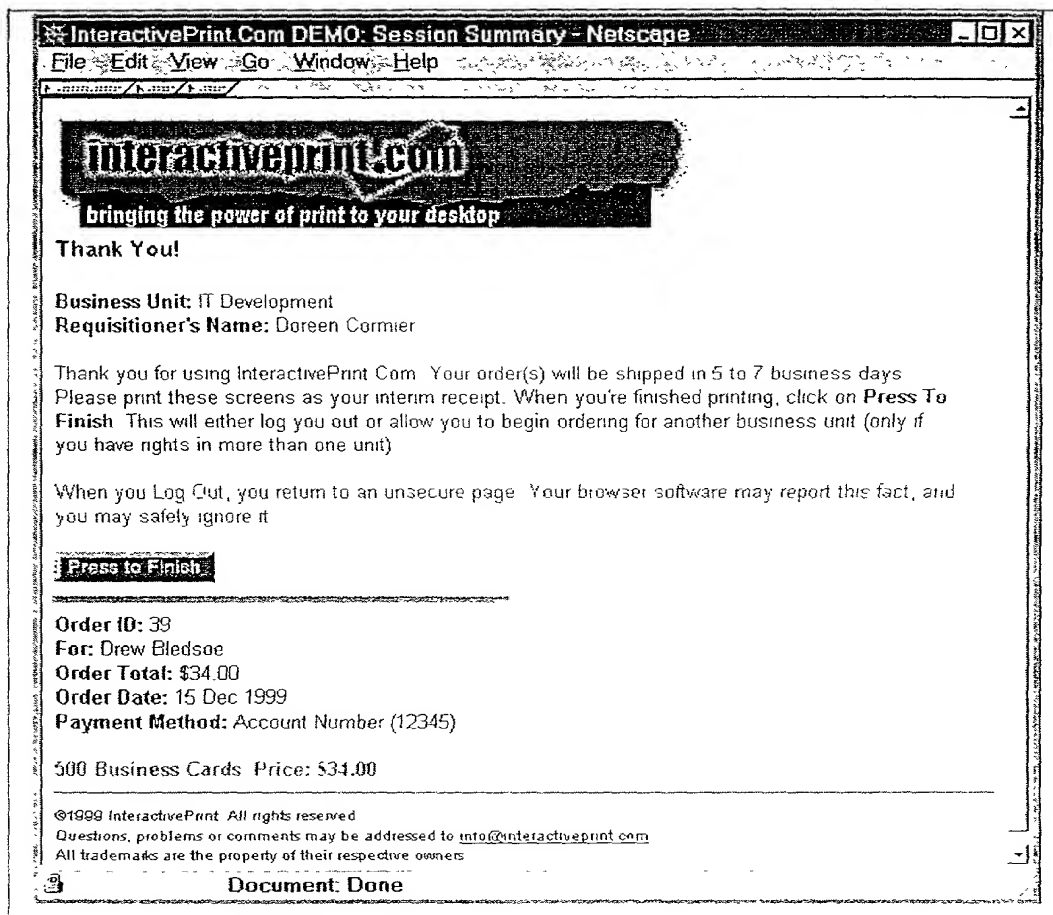 InteractivePrint.Com DEMO: Session Summary - Netscape
File Edit View Go Window Help
interactiveprint.com
bringing the power of print to your desktop
Thank You!
Business Unit: IT Development
Requisitioner's Name: Doreen Cormier
Thank you for using InteractivePrint Com Your order(s) will be shipped in 5 to 7 business days
Please print these screens as your interim receipt. When you're finished printing, click on Press To
Finish This will either log you out or allow you to begin ordering for another business unit (only if
you have rights in more than one unit)
When you Log Out, you return to an unsecure page Your browser software may report this fact, and
you may safely ignore it
Press to Finish
Order ID: 39
For: Drew Bledsoe
Order Total: $34.00
Order Date: 15 Dec 1999
Payment Method: Account Number (12345)
500 Business Cards Price: $34.00
©1999 InteractivePrint All rights reserved
Questions, problems or comments may be addressed to info@interactiveprint com
All trademarks are the property of their respective owners
Document: Done